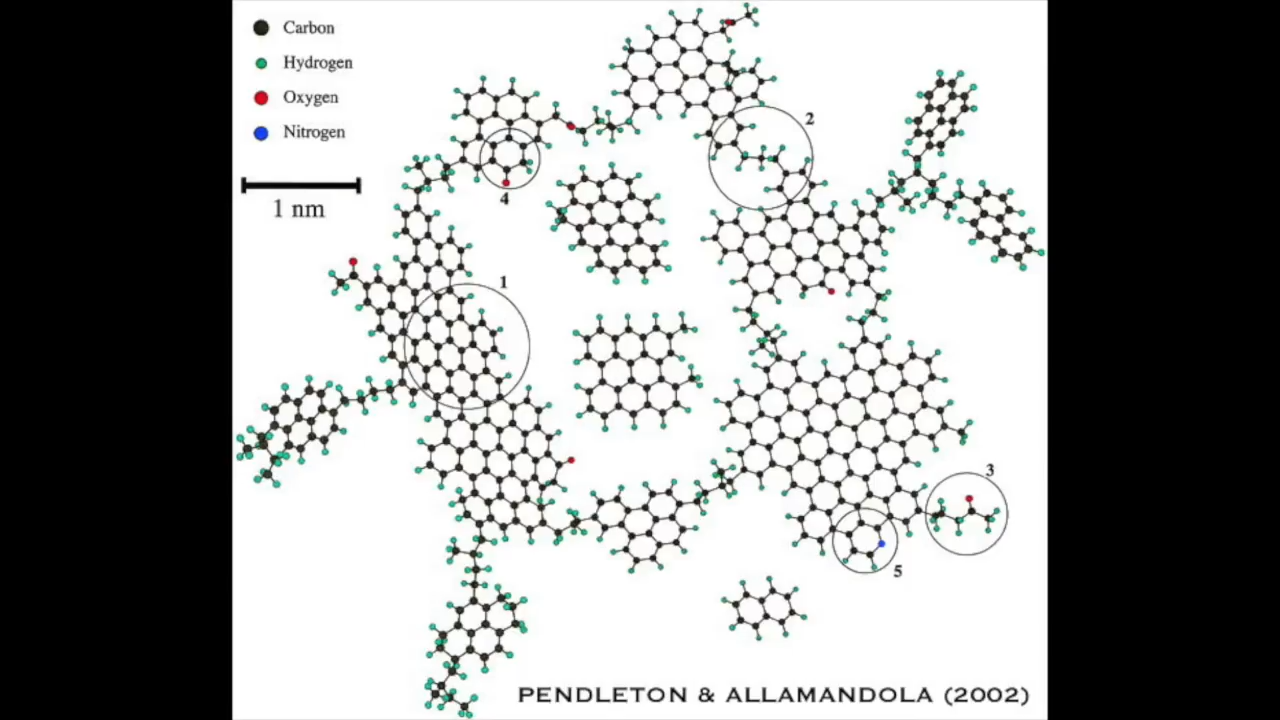 Carbon
Hydrogen
Oxygen
Nitrogen
1 nm
2
4
1
3
5
PENDLETON & ALLAMANDOLA (2002)